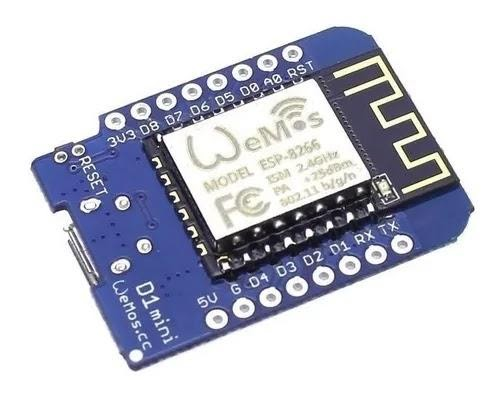 3V3 D8 D7 D6 D5 D0 A0 RST
RESET
WeMos
MODEL ESP-8266
ISM 2.4GHz
PA +25dBm
802.11 b/g/n
FC
5V G D4 D3 D2 D1 RX TX
D1 mini
WeMos.cc